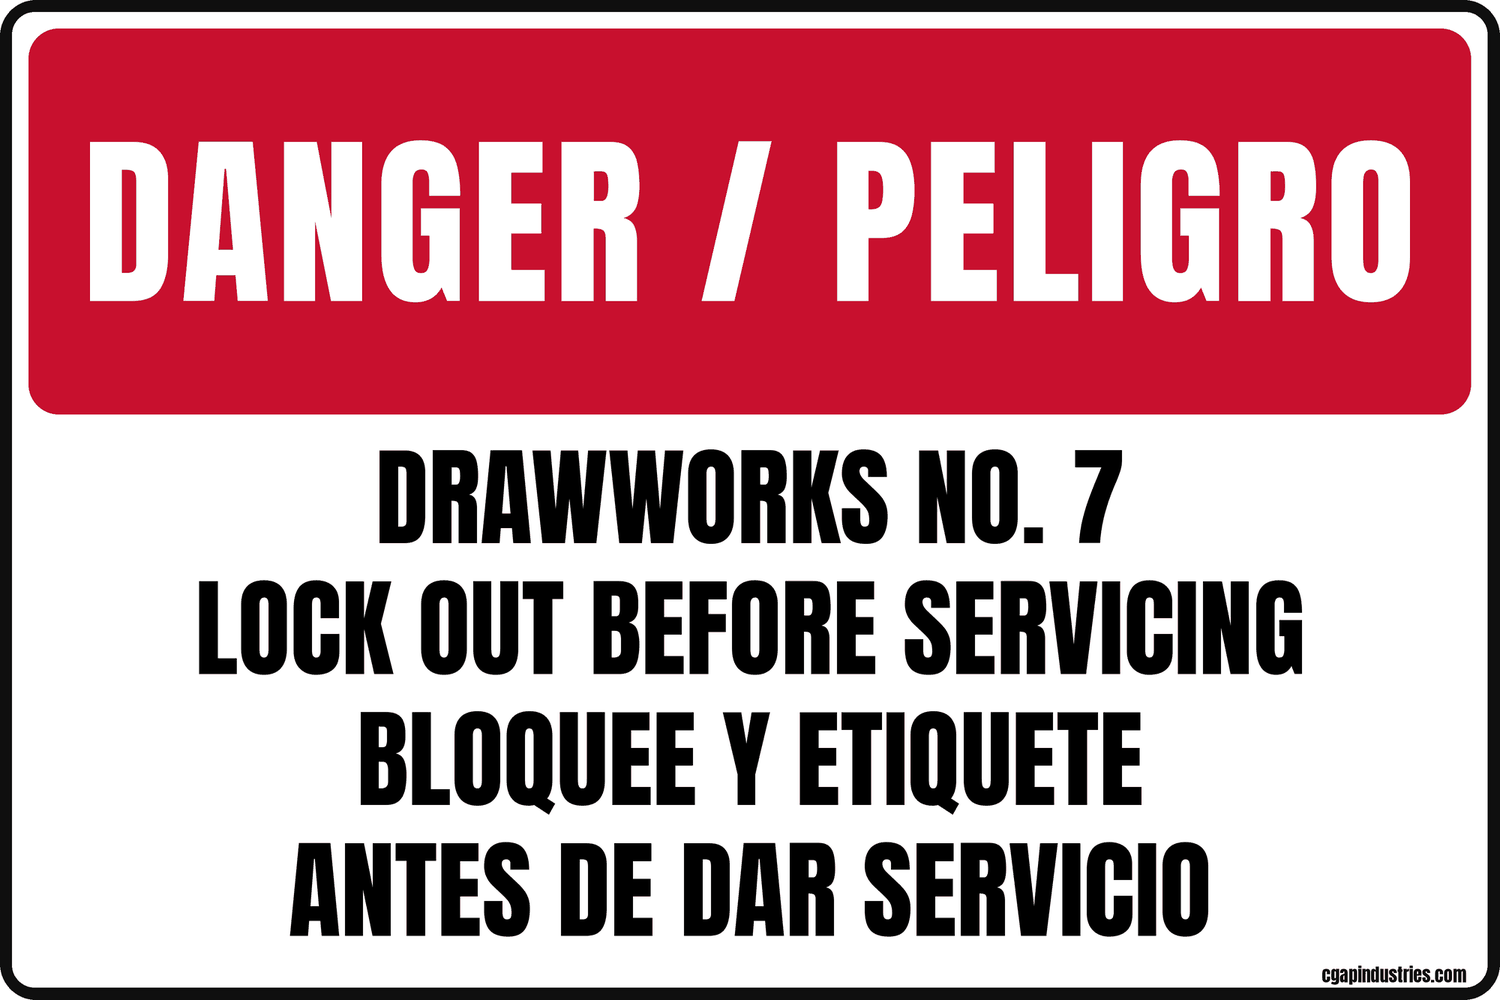 DANGER / PELIGRO
DRAWWORKS NO. 7
LOCK OUT BEFORE SERVICING
BLOQUEE Y ETIQUETE
ANTES DE DAR SERVICIO
cgapindustries.com